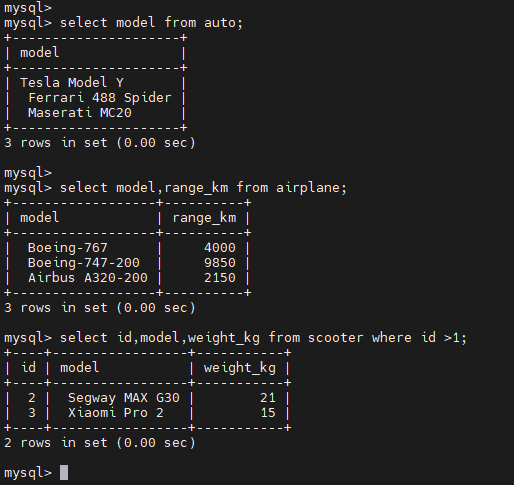 mysql>
mysql> select model from auto;
+---------------------+
| model               |
+---------------------+
| Tesla Model Y       |
|  Ferrari 488 Spider |
|  Maserati MC20      |
+---------------------+
3 rows in set (0.00 sec)
mysql>
mysql> select model,range_km from airplane;
+------------------+----------+
| model            | range_km |
+------------------+----------+
|  Boeing-767      |     4000 |
|  Boeing-747-200  |     9850 |
|  Airbus A320-200 |     2150 |
+------------------+----------+
3 rows in set (0.00 sec)
mysql> select id,model,weight_kg from scooter where id >1;
+----+-----------------+-----------+
| id | model           | weight_kg |
+----+-----------------+-----------+
|  2 |  Segway MAX G30 |        21 |
|  3 |  Xiaomi Pro 2   |        15 |
+----+-----------------+-----------+
2 rows in set (0.00 sec)
mysql>